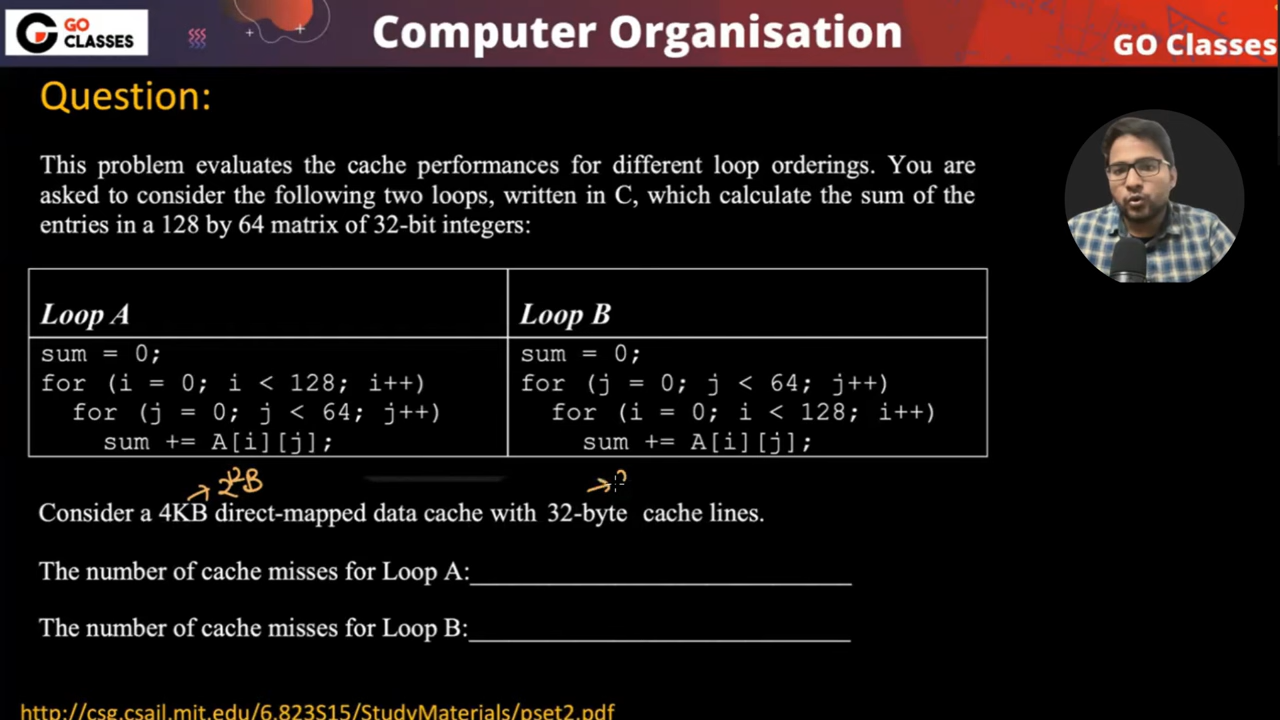 GO
CLASSES
Computer Organisation
GO Classes
Question:
This problem evaluates the cache performances for different loop orderings. You are
asked to consider the following two loops, written in C, which calculate the sum of the
entries in a 128 by 64 matrix of 32-bit integers:
Loop A
sum = 0;
for (i = 0; i < 128; i++)
for (j = 0; j < 64; j++)
sum += A[i][j];
Loop B
sum = 0;
for (j = 0; j < 64; j++)
for (i = 0; i < 128; i++)
sum += A[i][j];
→ 2¹²B
→
Consider a 4KB direct-mapped data cache with 32-byte cache lines.
The number of cache misses for Loop A:
The number of cache misses for Loop B:
http://csg.csail.mit.edu/6.823S15/StudyMaterials/pset2.pdf